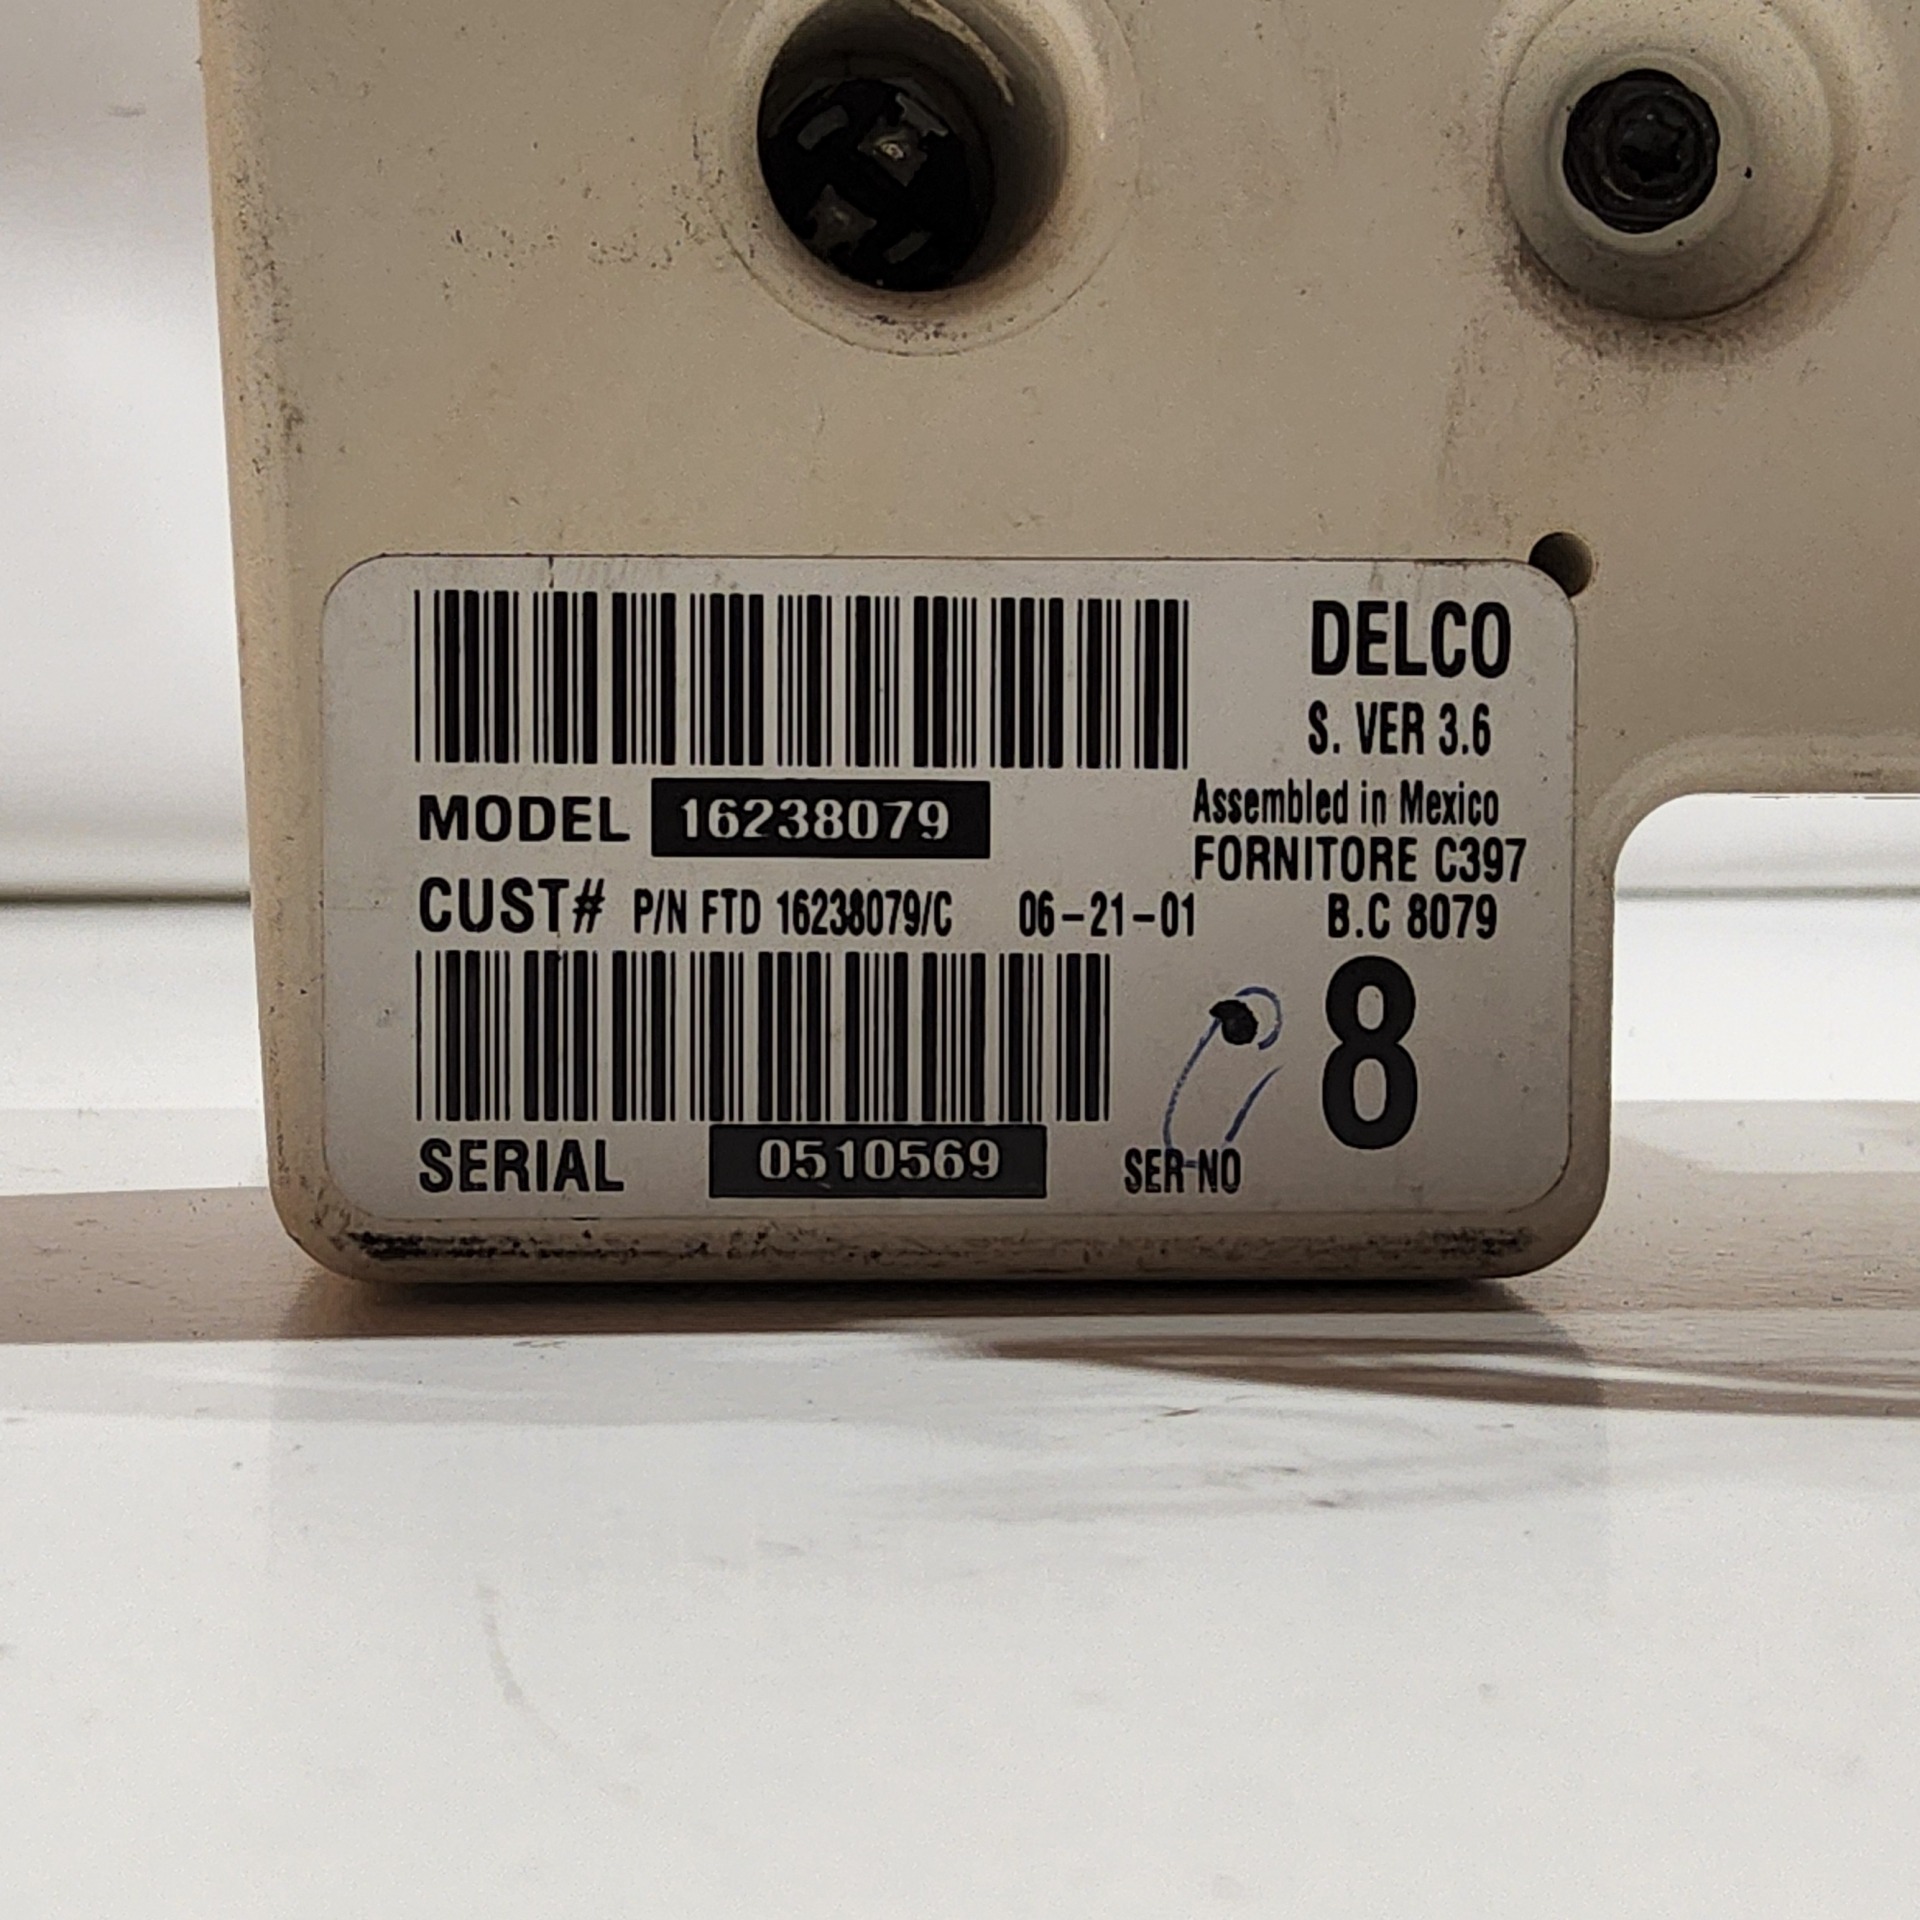 DELCO
S. VER 3.6
MODEL 16238079
Assembled in Mexico
FORNITORE C397
CUST# P/N FTD 16238079/C 06-21-01 B.C 8079
8
SERIAL 0510569 SER-NO